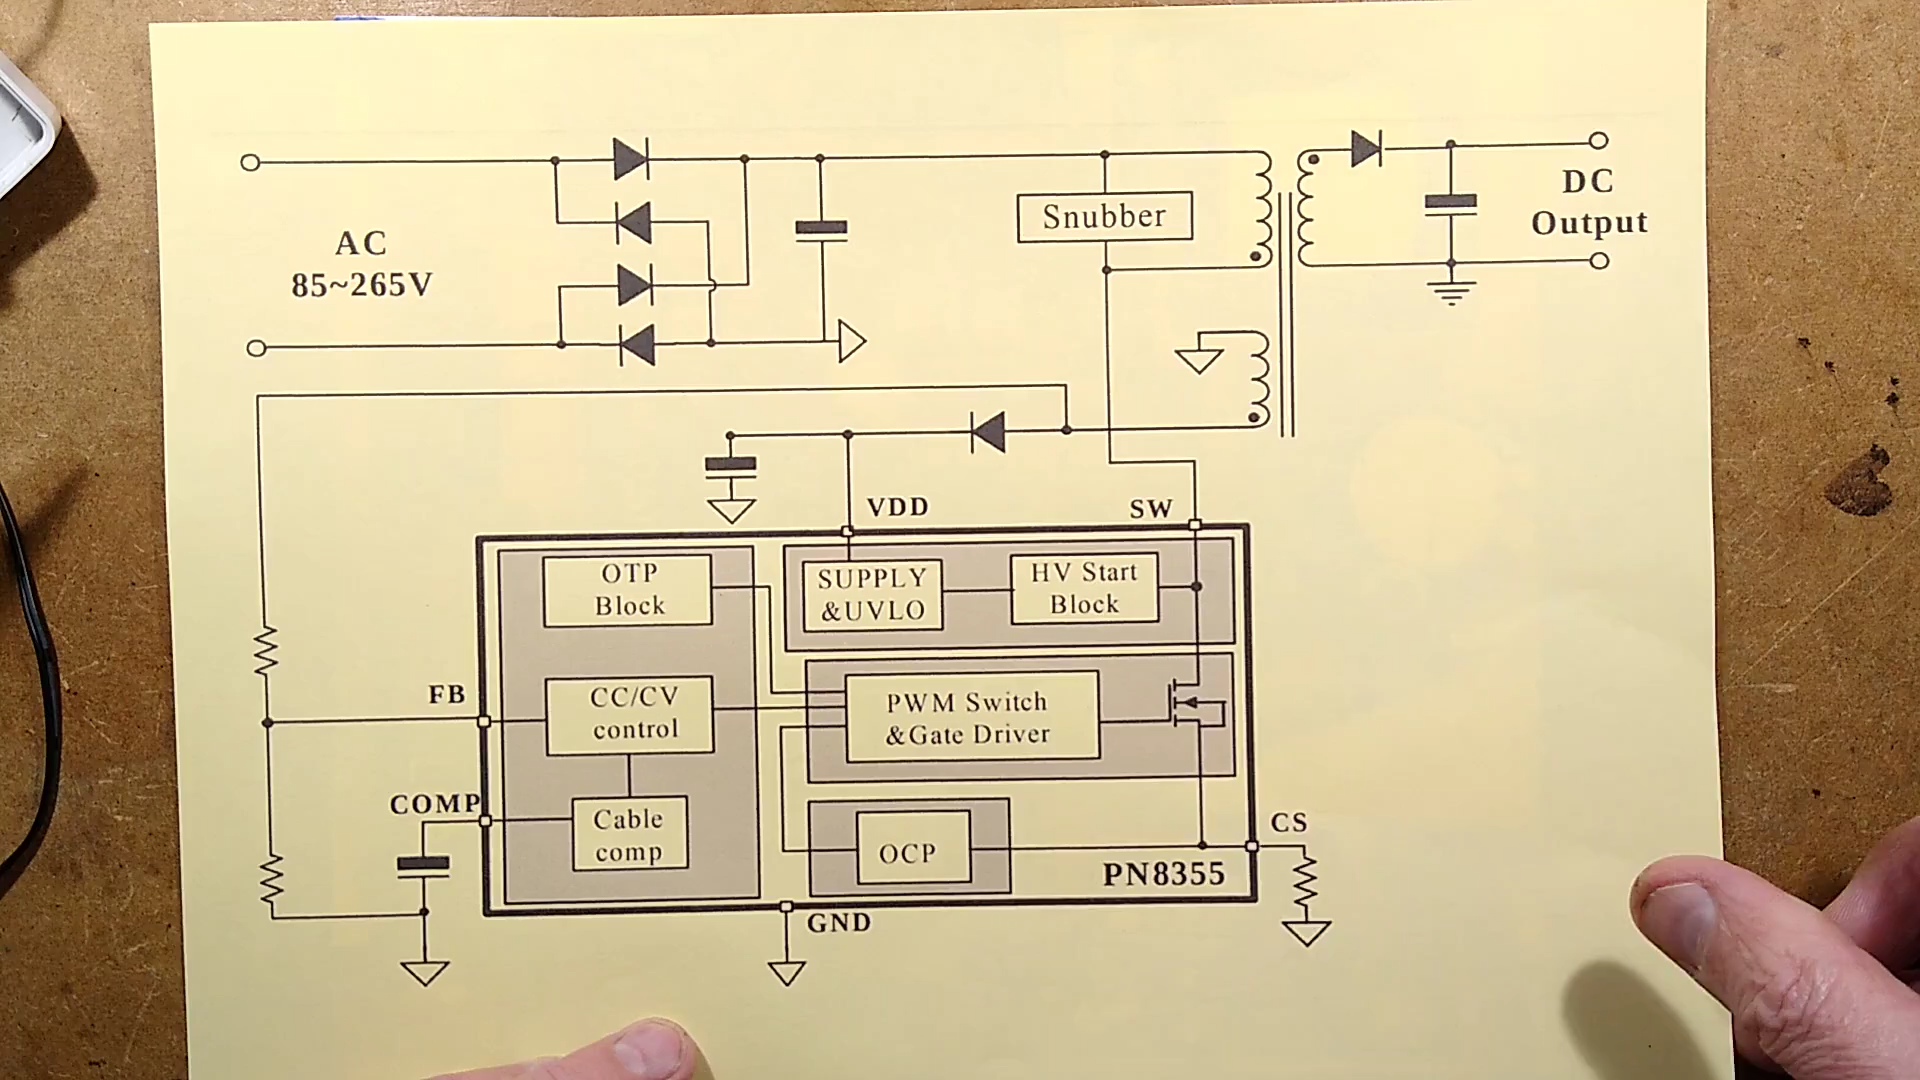 AC
85~265V
Snubber
DC
Output
VDD
SW
OTP
Block
SUPPLY
&UVLO
HV Start
Block
FB
CC/CV
control
PWM Switch
&Gate Driver
COMP
Cable
comp
OCP
CS
PN8355
GND